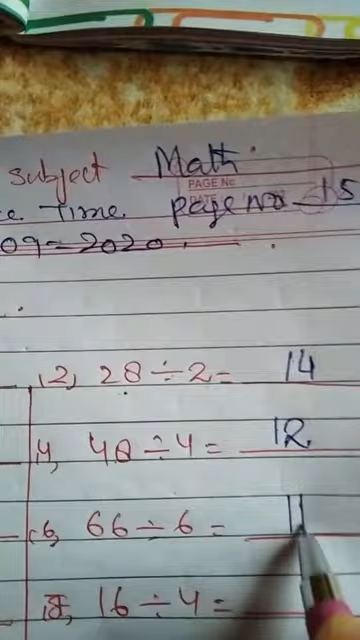 Subject Math
PAGE No
Time page no - 15
09-2020
(2) 28÷2= 14
4, 48÷4= 12
6, 66÷6= 11
8, 16÷4=